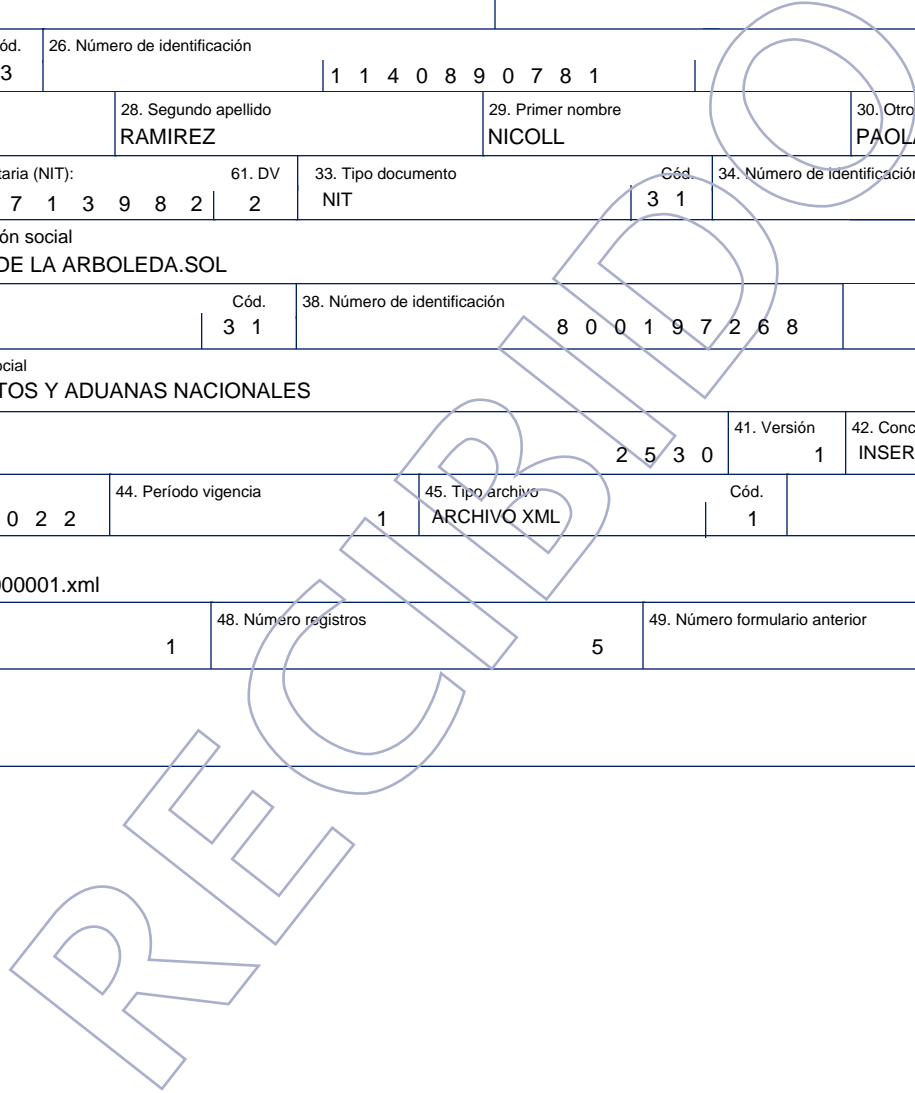 ód. 26. Número de identificación
3 1 1 4 0 8 9 0 7 8 1
28. Segundo apellido 29. Primer nombre 30. Otro
RAMIREZ NICOLL PAOLA
taria (NIT): 61. DV 33. Tipo documento Cód. 34. Número de identificación
7 1 3 9 8 2 2 NIT 3 1
ón social
DE LA ARBOLEDA.SOL
Cód. 38. Número de identificación
3 1 8 0 0 1 9 7 2 6 8
ocial
TOS Y ADUANAS NACIONALES
41. Versión 42. Conc
2 5 3 0 1 INSER
44. Período vigencia 45. Tipo archivo Cód.
0 2 2 1 ARCHIVO XML 1
000001.xml
48. Número registros 49. Número formulario anterior
1 5
RECIBIDO